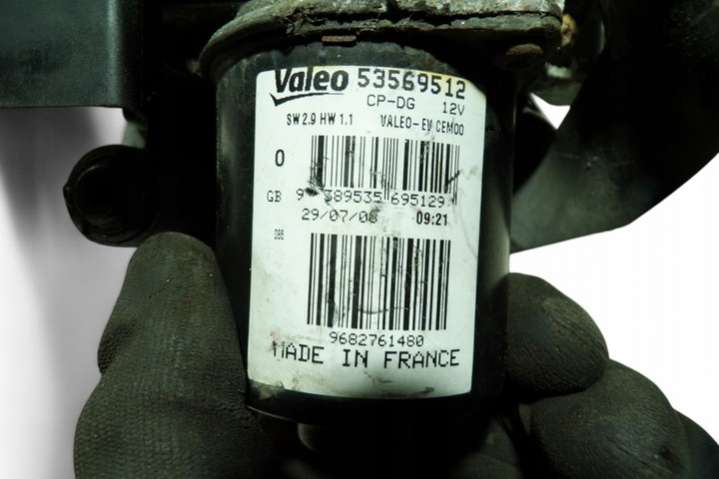 Valeo 53569512
CP-DG 12V
SW 2.9 HW 1.1 VALEO-EV CEM00
0
GB 9 389535 695129
29/07/08 09:21
9682761480
MADE IN FRANCE